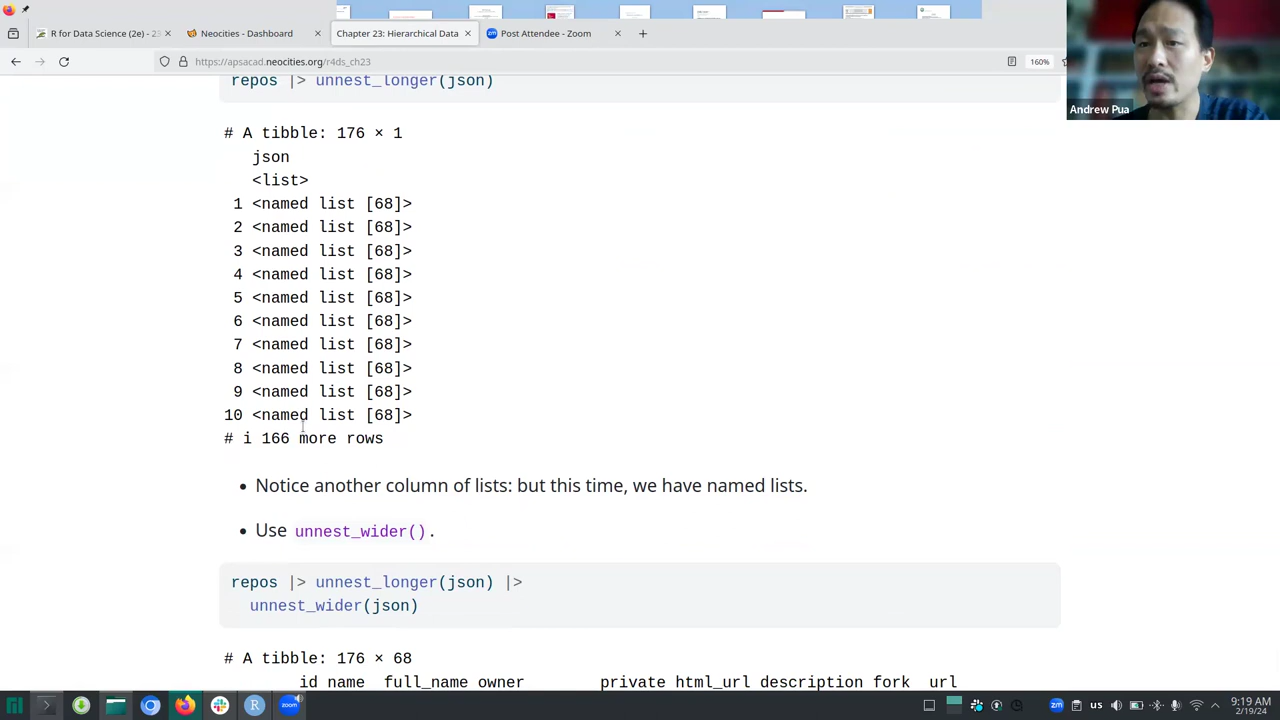 R for Data Science (2e) - 23
Neocities - Dashboard
Chapter 23: Hierarchical Data
Post Attendee - Zoom
https://apsacad.neocities.org/r4ds_ch23
160%
Andrew Pua
repos |> unnest_longer(json)
# A tibble: 176 × 1
json
<list>
1 <named list [68]>
2 <named list [68]>
3 <named list [68]>
4 <named list [68]>
5 <named list [68]>
6 <named list [68]>
7 <named list [68]>
8 <named list [68]>
9 <named list [68]>
10 <named list [68]>
# i 166 more rows
• Notice another column of lists: but this time, we have named lists.
• Use unnest_wider().
repos |> unnest_longer(json) |>
unnest_wider(json)
# A tibble: 176 × 68
id name full_name owner private html_url description fork url
zoom
us
9:19 AM
2/19/24